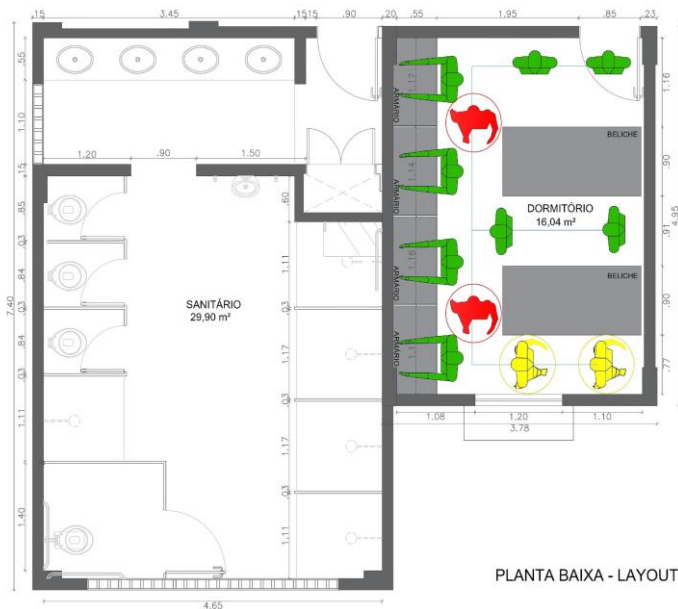 .15 3.45 .15 .15 .90 .20 .55 1.95 .85 .23
.55
1.10
1.20 .90 1.50
.15
.85
.03
.84
.03
.84
.03
1.11
1.40
7.40
4.65
.60
1.11
.03
1.17
.03
1.17
.03
1.11
SANITÁRIO
29,90 m²
ARMÁRIO
1.17
ARMÁRIO
1.14
ARMÁRIO
1.16
ARMÁRIO
BELICHE
DORMITÓRIO
16,04 m²
BELICHE
1.16
.90
.91
4.95
.90
.77
1.08 1.20 1.10
3.78
PLANTA BAIXA - LAYOUT